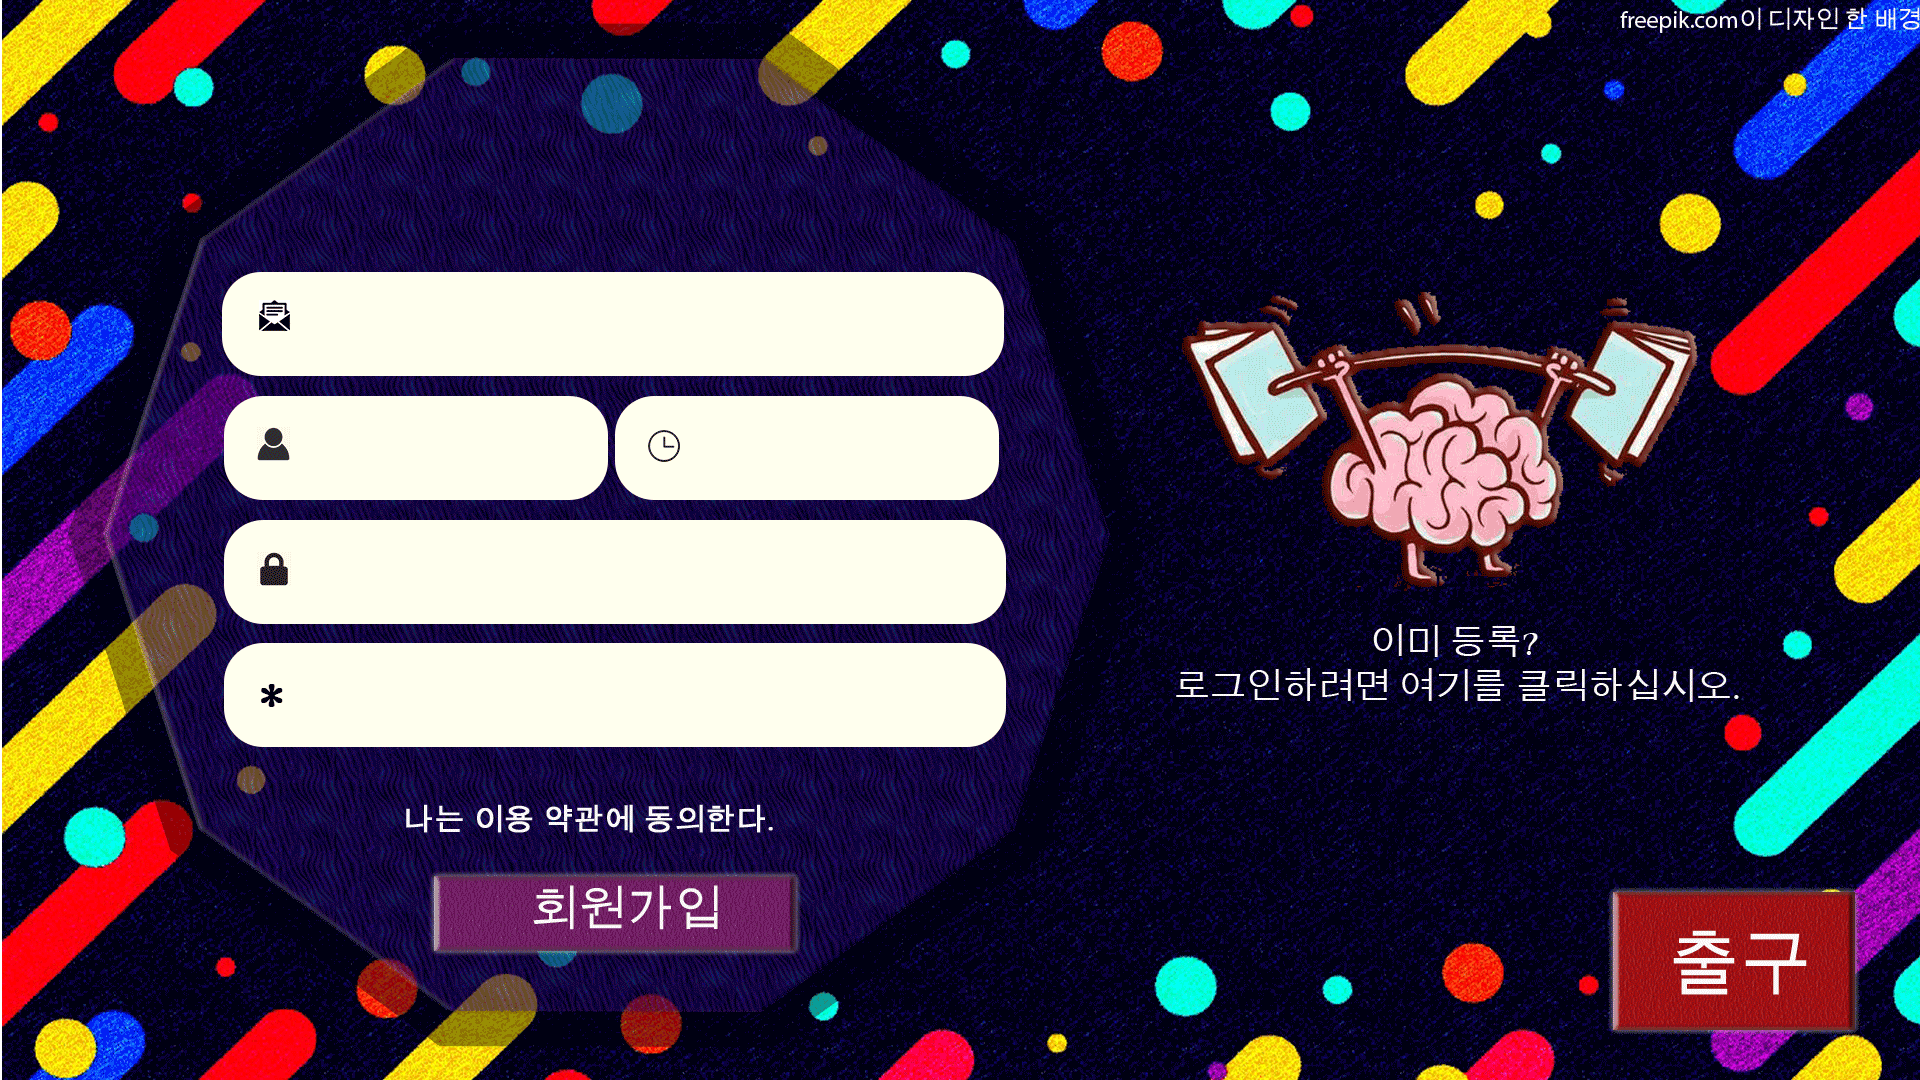 freepik.com이 디자인 한 배경
이미 등록?
로그인하려면 여기를 클릭하십시오.
나는 이용 약관에 동의한다.
회원가입
출구